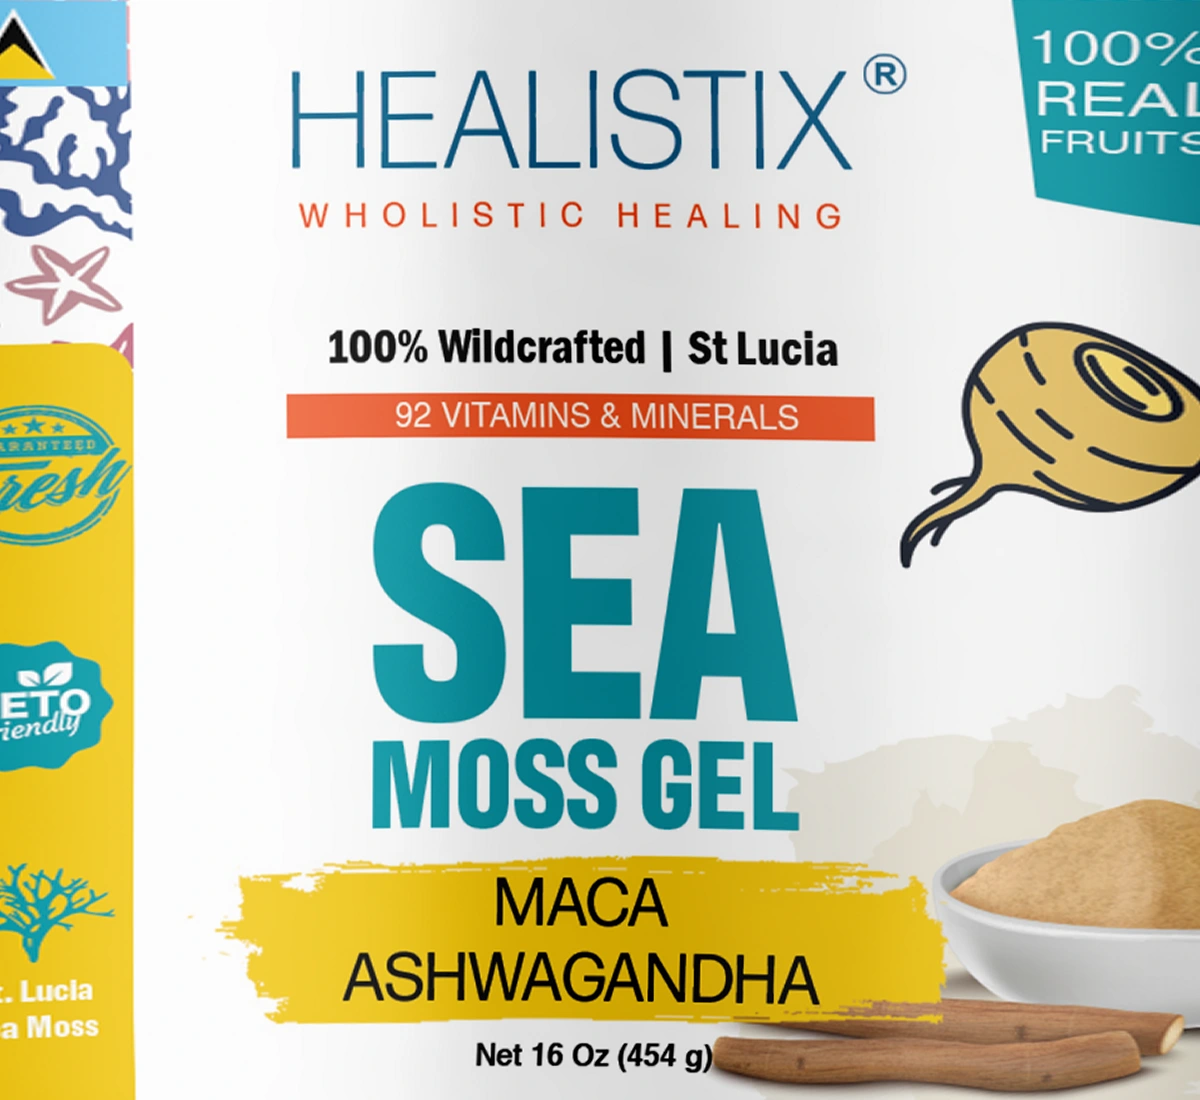 HEALISTIX®
WHOLISTIC HEALING
100% Wildcrafted | St Lucia
92 VITAMINS & MINERALS
SEA
MOSS GEL
MACA
ASHWAGANDHA
Net 16 Oz (454 g)
100%
REAL
FRUITS
Lucia
Moss